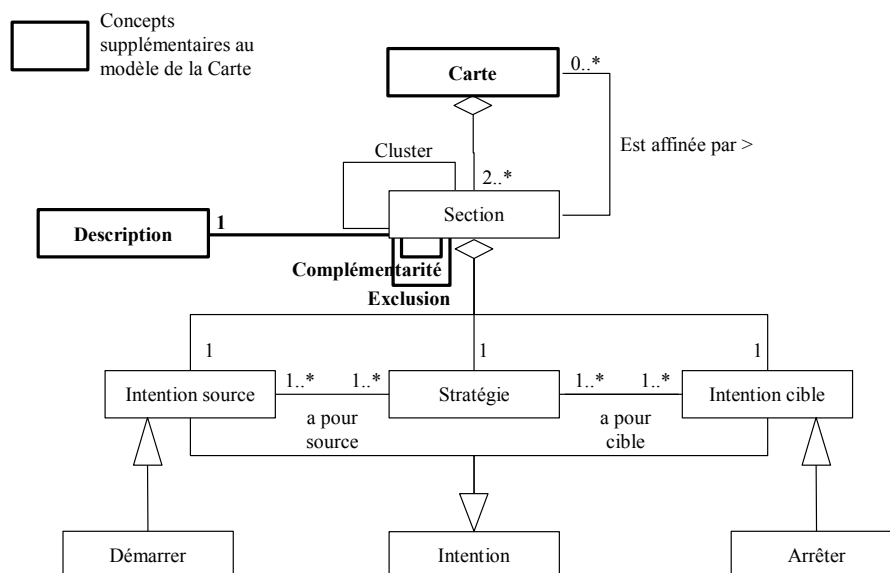 Concepts
supplémentaires au
modèle de la Carte
Carte
0..*
Est affinée par >
Cluster
2..*
Section
Description
1
Complémentarité
Exclusion
1
1
1
Intention source
1..*
1..*
Stratégie
1..*
1..*
Intention cible
a pour
source
a pour
cible
Démarrer
Intention
Arrêter